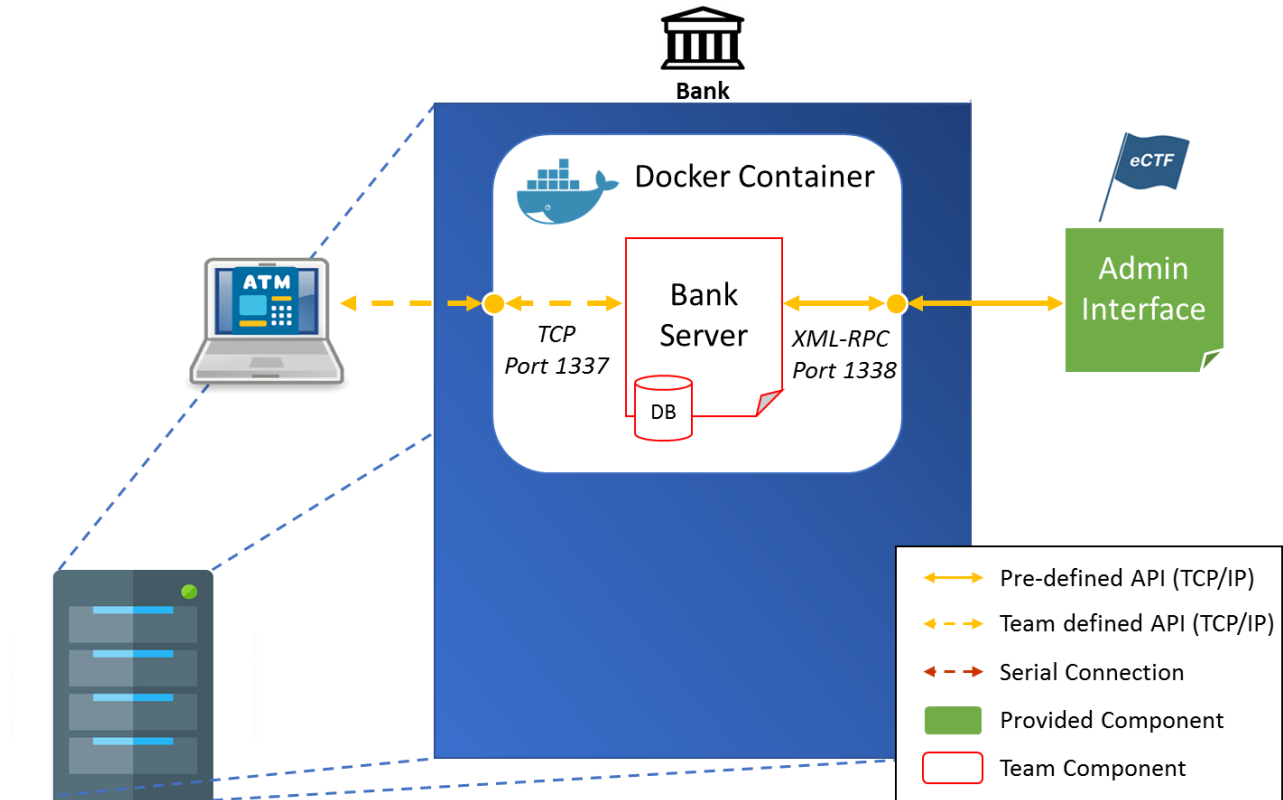 Bank
Docker Container
eCTF
Admin
Interface
ATM
Bank
Server
TCP
Port 1337
XML-RPC
Port 1338
DB
Pre-defined API (TCP/IP)
Team defined API (TCP/IP)
Serial Connection
Provided Component
Team Component